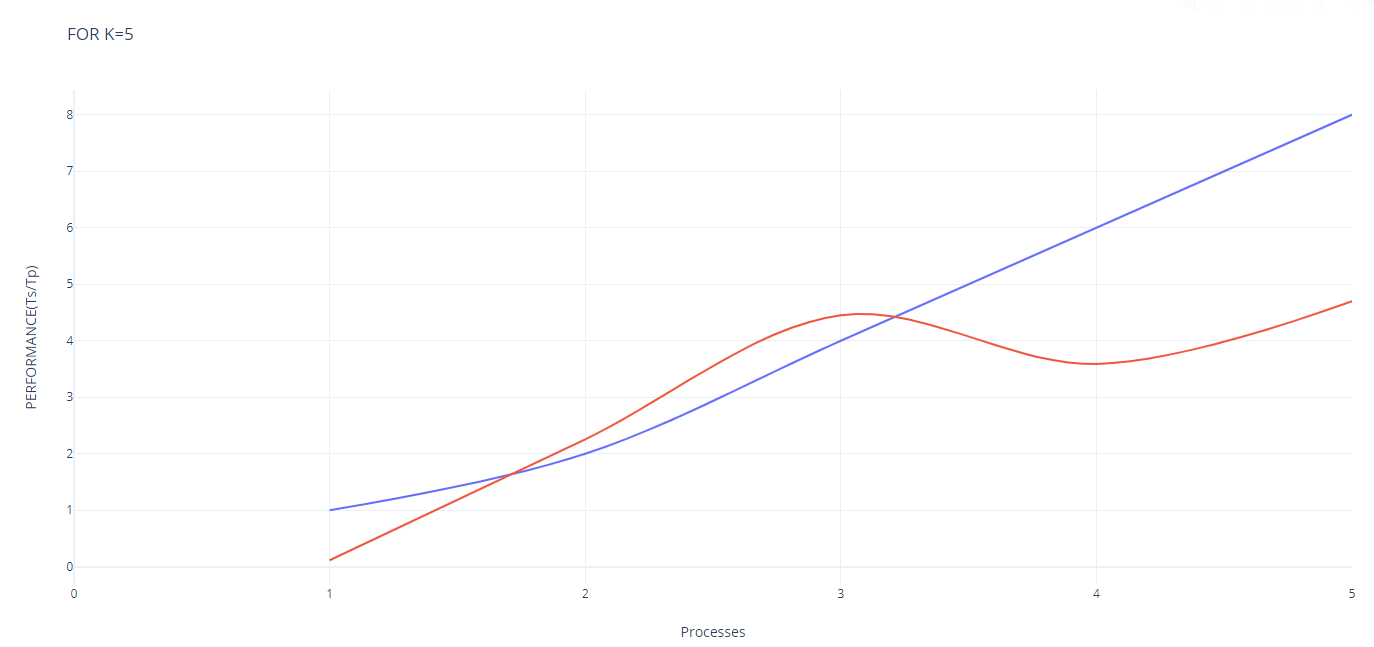 FOR K=5
8
7
6
5
4
3
2
1
0
PERFORMANCE(Ts/Tp)
0 1 2 3 4 5
Processes